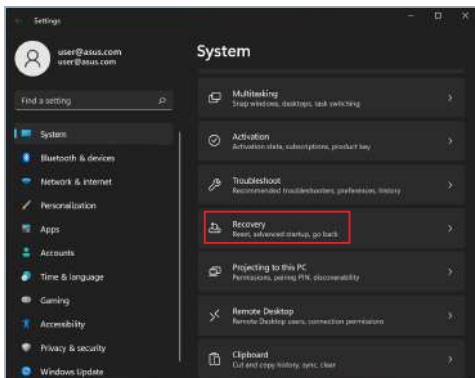 Settings
user@asus.com
user@asus.com
Find a setting
System
Bluetooth & devices
Network & internet
Personalization
Apps
Accounts
Time & language
Gaming
Accessibility
Privacy & security
Windows Update
System
Multitasking
Snap windows, desktops, task switching
Activation
Activation state, subscriptions, product key
Troubleshoot
Recommended troubleshooters, preferences, history
Recovery
Reset, advanced startup, go back
Projecting to this PC
Permissions, pairing PIN, discoverability
Remote Desktop
Remote Desktop users, connection permissions
Clipboard
Cut and copy history, sync, clear